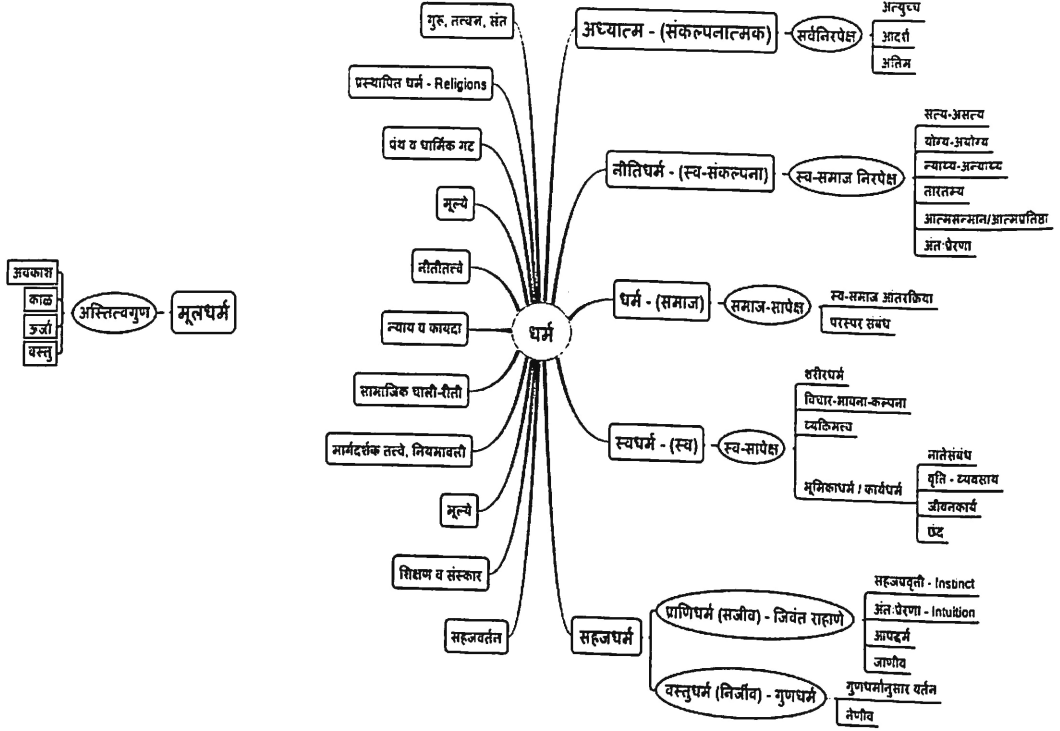 गुरु, तत्वज्ञ, संत
प्रस्थापित धर्म - Religions
पंथ व धार्मिक गट
मूल्ये
नीतीतत्त्वे
न्याय व कायदा
सामाजिक चाली-रीती
मार्गदर्शक तत्त्वे, नियमावली
मूल्ये
शिक्षण व संस्कार
सहजवर्तन
अवकाश
काळ
ऊर्जा
वस्तु
अस्तित्वगुण
मूलधर्म
धर्म
अध्यात्म - (संकल्पनात्मक)
सर्वनिरपेक्ष
अत्युच्च
आदर्श
अंतिम
नीतिधर्म - (स्व-संकल्पना)
स्व-समाज निरपेक्ष
सत्य-असत्य
योग्य-अयोग्य
न्याय्य-अन्याय्य
तारतम्य
आत्मसन्मान/आत्मप्रतिष्ठा
अंतःप्रेरणा
धर्म - (समाज)
समाज-सापेक्ष
स्व-समाज आंतरक्रिया
परस्पर संबंध
स्वधर्म - (स्व)
स्व-सापेक्ष
शरीरधर्म
विचार-भावना-कल्पना
व्यक्तिमत्त्व
भूमिकाधर्म / कार्यधर्म
नातेसंबंध
वृत्ति - व्यवसाय
जीवनकार्य
छंद
सहजधर्म
प्राणिधर्म (सजीव) - जिवंत राहाणे
सहजप्रवृत्ती - Instinct
अंतःप्रेरणा - Intuition
आपद्धर्म
जाणीव
वस्तुधर्म (निर्जीव) - गुणधर्म
गुणधर्मानुसार वर्तन
नेणीव